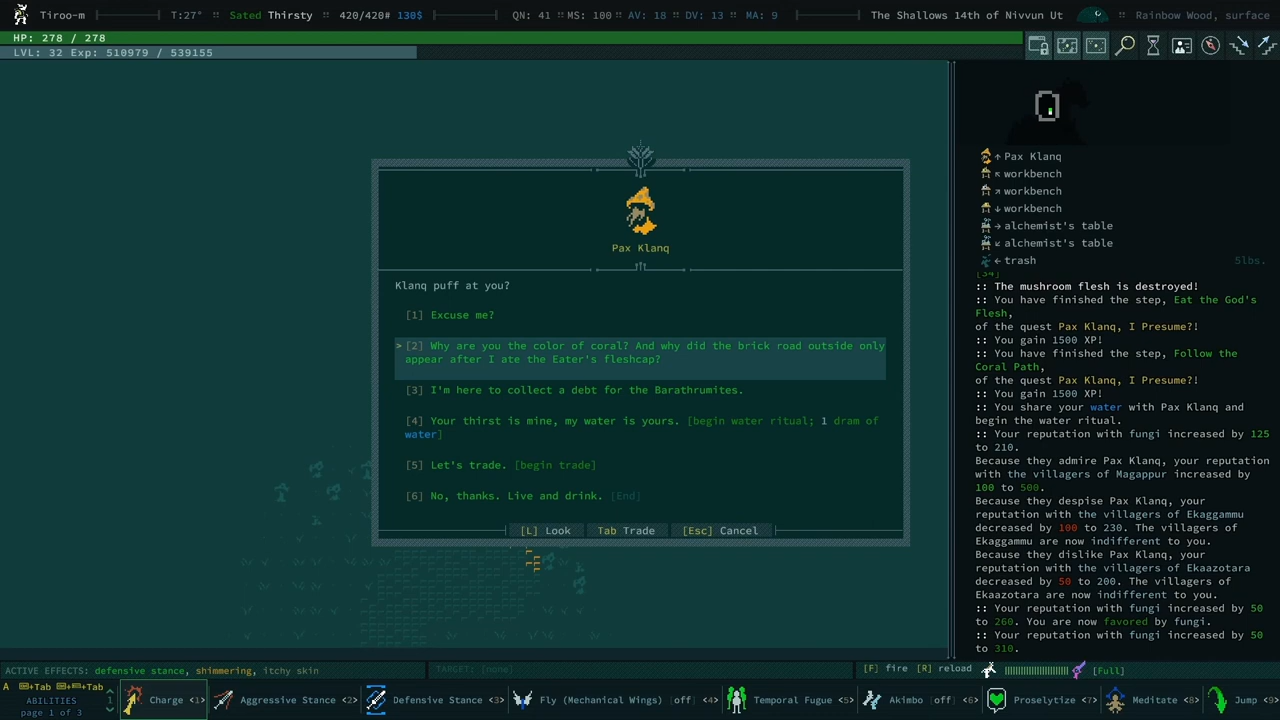 Tiroo-m T:27° :: Sated Thirsty :: 420/420# 130$ QN: 41 :: MS: 100 :: AV: 18 :: DV: 13 :: MA: 9 The Shallows 14th of Nivvun Ut :: Rainbow Wood, surface
HP: 278 / 278
LVL: 32 Exp: 510979 / 539155
Pax Klanq
Klanq puff at you?
[1] Excuse me?
> [2] Why are you the color of coral? And why did the brick road outside only
appear after I ate the Eater's fleshcap?
[3] I'm here to collect a debt for the Barathrumites.
[4] Your thirst is mine, my water is yours. [begin water ritual; 1 dram of
water]
[5] Let's trade. [begin trade]
[6] No, thanks. Live and drink. [End]
[L] Look Tab Trade [Esc] Cancel
↑ Pax Klanq
↖ workbench
↗ workbench
↓ workbench
→ alchemist's table
↙ alchemist's table
← trash 5lbs.
[34]
:: The mushroom flesh is destroyed!
:: You have finished the step, Eat the God's
Flesh,
of the quest Pax Klanq, I Presume?!
:: You gain 1500 XP!
:: You have finished the step, Follow the
Coral Path,
of the quest Pax Klanq, I Presume?!
:: You gain 1500 XP!
:: You share your water with Pax Klanq and
begin the water ritual.
:: Your reputation with fungi increased by 125
to 210.
Because they admire Pax Klanq, your reputation
with the villagers of Magappur increased by
100 to 500.
Because they despise Pax Klanq, your
reputation with the villagers of Ekaggammu
decreased by 100 to 230. The villagers of
Ekaggammu are now indifferent to you.
Because they dislike Pax Klanq, your
reputation with the villagers of Ekaazotara
decreased by 50 to 200. The villagers of
Ekaazotara are now indifferent to you.
:: Your reputation with fungi increased by 50
to 260. You are now favored by fungi.
:: Your reputation with fungi increased by 50
to 310.
ACTIVE EFFECTS: defensive stance, shimmering, itchy skin TARGET: [none] [F] fire [R] reload [Full]
A +Tab +Tab
ABILITIES 1
page 1 of 3
Charge <1> Aggressive Stance <2> Defensive Stance <3> Fly (Mechanical Wings) [off] <4> Temporal Fugue <5> Akimbo [off] <6> Proselytize <7> Meditate <8> Jump <9>